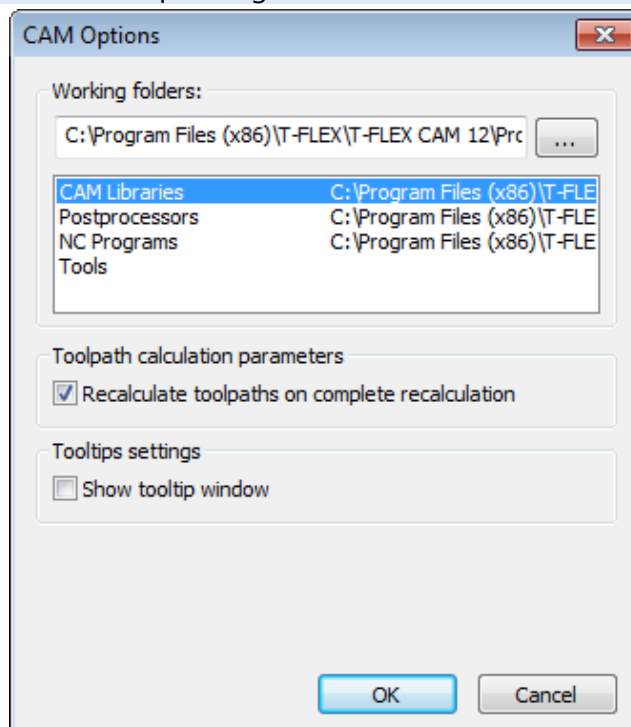 CAM Options
Working folders:
C:\Program Files (x86)\T-FLEX\T-FLEX CAM 12\Prc ...
CAM Libraries C:\Program Files (x86)\T-FLE
Postprocessors C:\Program Files (x86)\T-FLE
NC Programs C:\Program Files (x86)\T-FLE
Tools
Toolpath calculation parameters
Recalculate toolpaths on complete recalculation
Tooltips settings
Show tooltip window
OK Cancel